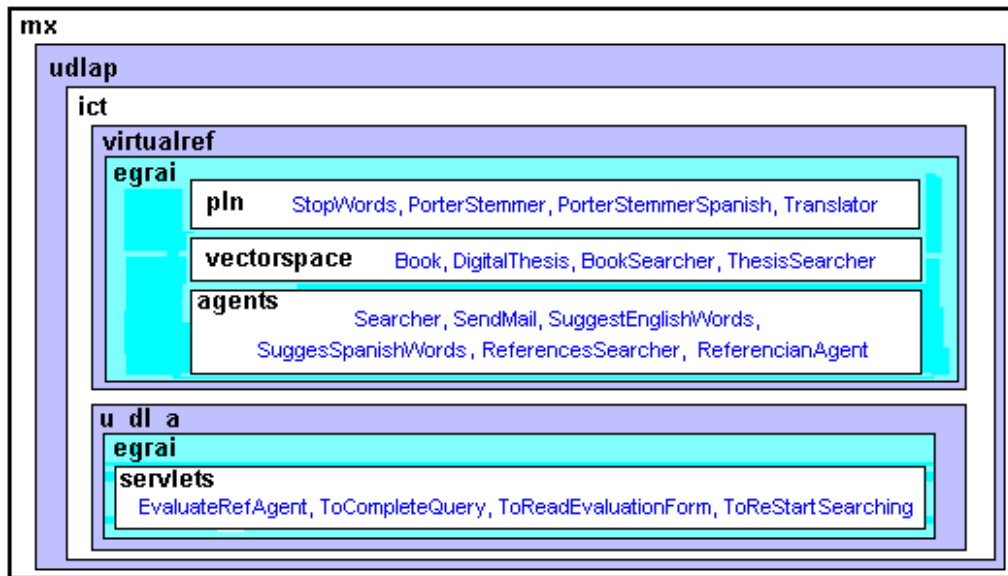 mx
udlap
ict
virtualref
egrai
pln StopWords, PorterStemmer, PorterStemmerSpanish, Translator
vectorspace Book, DigitalThesis, BookSearcher, ThesisSearcher
agents
Searcher, SendMail, SuggestEnglishWords,
SuggesSpanishWords, ReferencesSearcher, ReferencianAgent
u_dl_a
egrai
servlets
EvaluateRefAgent, ToCompleteQuery, ToReadEvaluationForm, ToReStartSearching